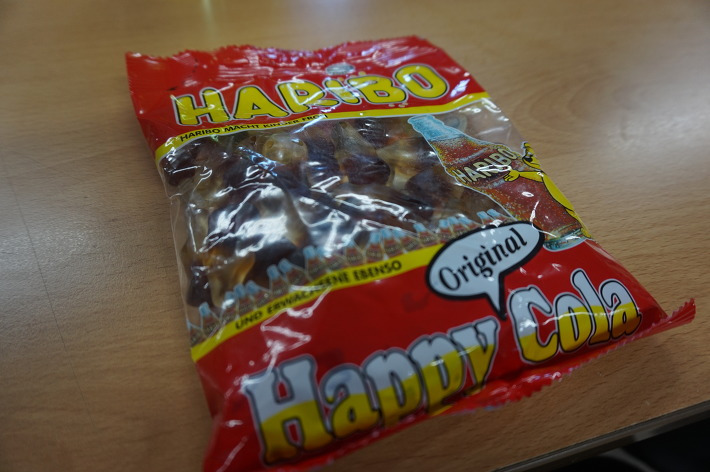 HARIBO
HARIBO MACHT KINDER FROH
HARIBO
UND ERWACHSENE EBENSO
Original
Happy Cola